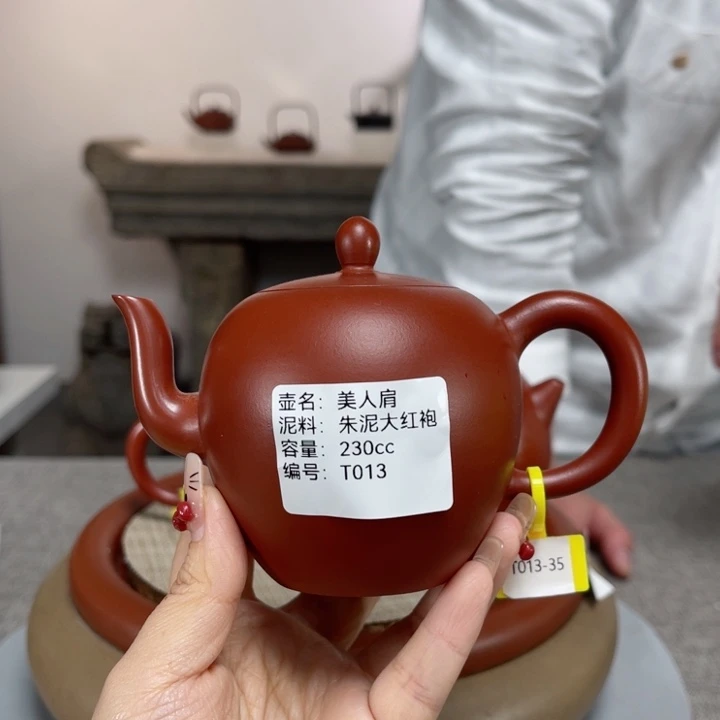 壶名: 美人肩
泥料: 朱泥大红袍
容量: 230cc
编号: T013
T013-35